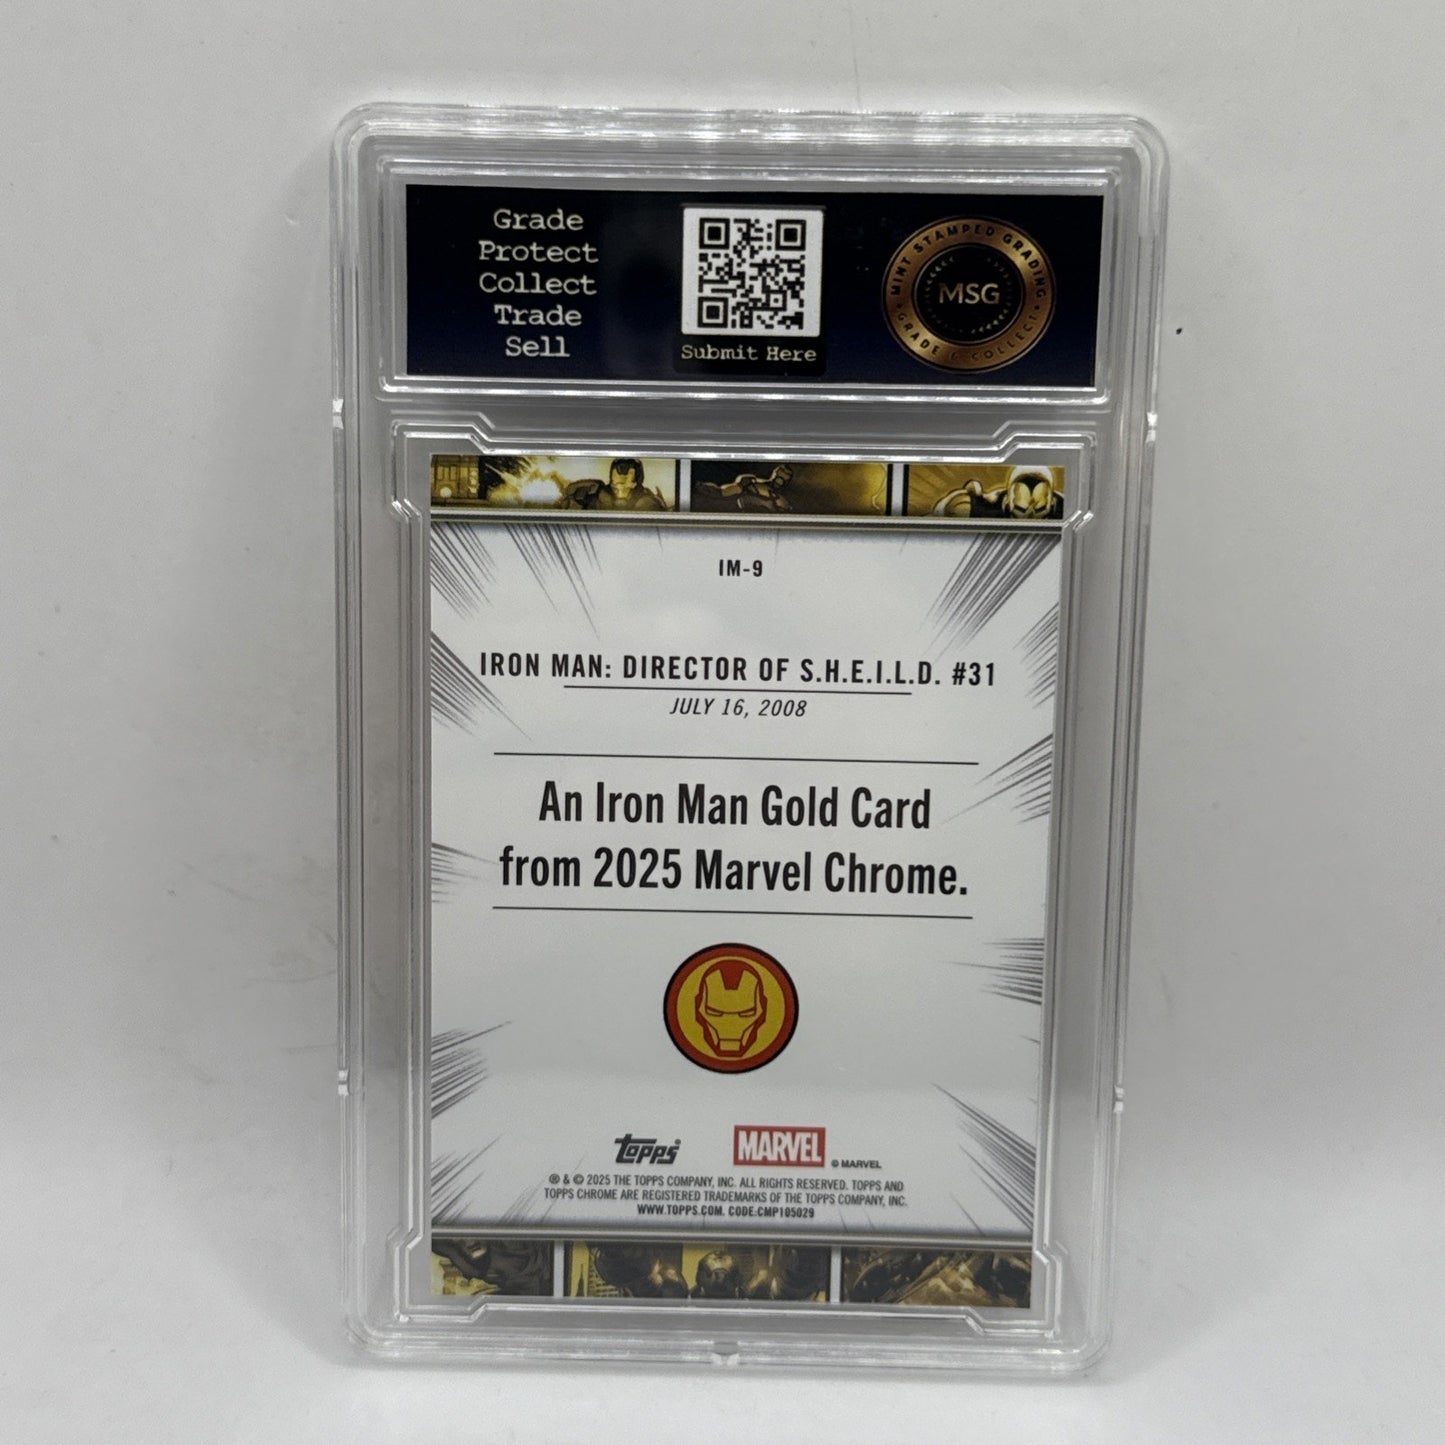 Grade
Protect
Collect
Trade
Sell
Submit Here
MINT STAMPED GRADING
MSG
GRADE & COLLECT
IM-9
IRON MAN: DIRECTOR OF S.H.E.I.L.D. #31
JULY 16, 2008
An Iron Man Gold Card
from 2025 Marvel Chrome.
topps
MARVEL
© MARVEL
® & © 2025 THE TOPPS COMPANY, INC. ALL RIGHTS RESERVED. TOPPS AND
TOPPS CHROME ARE REGISTERED TRADEMARKS OF THE TOPPS COMPANY, INC.
WWW.TOPPS.COM. CODE:CMP105029